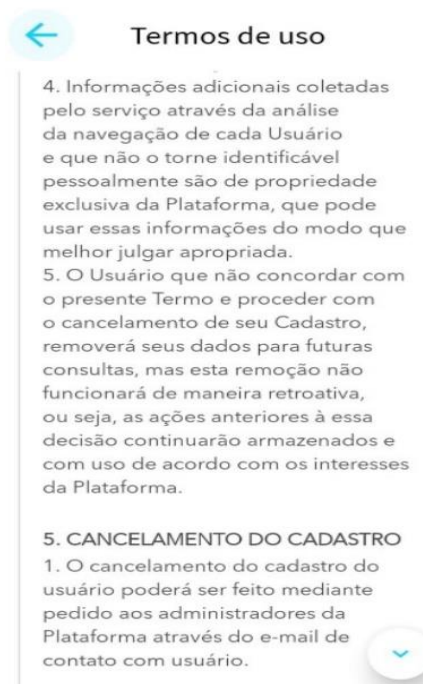 Termos de uso
4. Informações adicionais coletadas
pelo serviço através da análise
da navegação de cada Usuário
e que não o torne identificável
pessoalmente são de propriedade
exclusiva da Plataforma, que pode
usar essas informações do modo que
melhor julgar apropriada.
5. O Usuário que não concordar com
o presente Termo e proceder com
o cancelamento de seu Cadastro,
removerá seus dados para futuras
consultas, mas esta remoção não
funcionará de maneira retroativa,
ou seja, as ações anteriores à essa
decisão continuarão armazenados e
com uso de acordo com os interesses
da Plataforma.
5. CANCELAMENTO DO CADASTRO
1. O cancelamento do cadastro do
usuário poderá ser feito mediante
pedido aos administradores da
Plataforma através do e-mail de
contato com usuário.